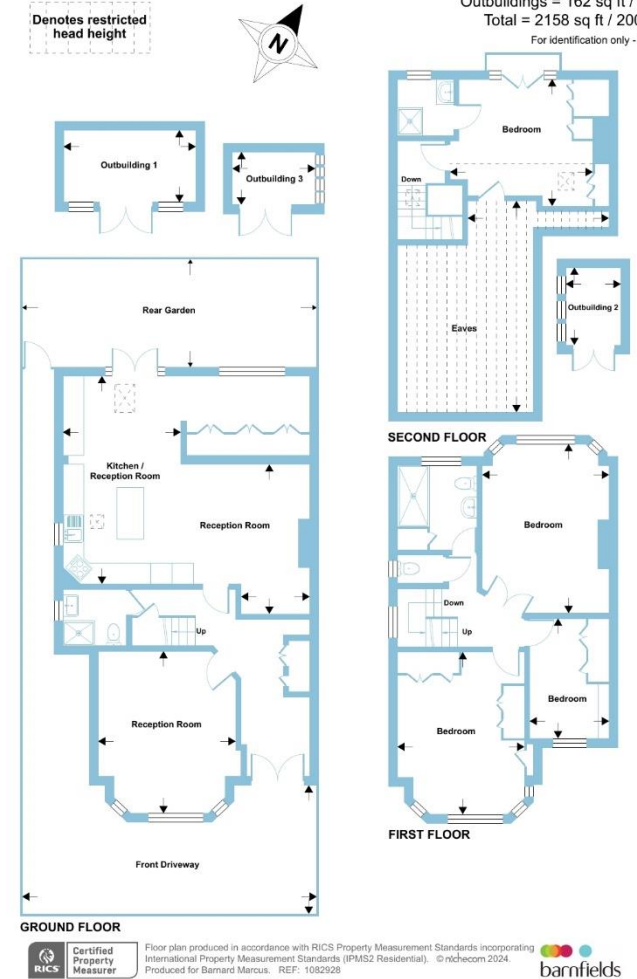 Denotes restricted
head height
N
Outbuildings = 162 sq ft /
Total = 2158 sq ft / 200
For identification only -
Outbuilding 1
Outbuilding 3
Bedroom
Down
Eaves
Outbuilding 2
SECOND FLOOR
Rear Garden
Kitchen /
Reception Room
Reception Room
Up
Reception Room
Front Driveway
GROUND FLOOR
Bedroom
Down
Up
Bedroom
Bedroom
FIRST FLOOR
RICS
Certified
Property
Measurer
Floor plan produced in accordance with RICS Property Measurement Standards incorporating
International Property Measurement Standards (IPMS2 Residential). © nichecom 2024.
Produced for Barnard Marcus. REF: 1082928
barnfields